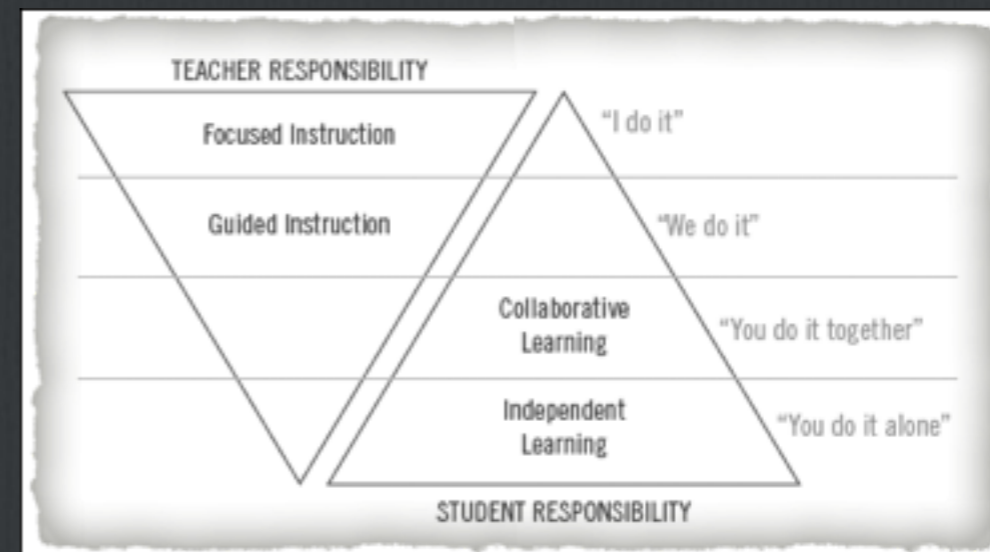 TEACHER RESPONSIBILITY
Focused Instruction
“I do it”
Guided Instruction
“We do it”
Collaborative
Learning
“You do it together”
Independent
Learning
“You do it alone”
STUDENT RESPONSIBILITY